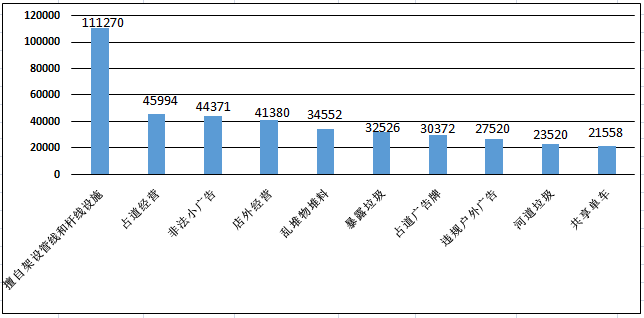 120000
100000
80000
60000
40000
20000
0
111270
45994
44371
41380
34552
32526
30372
27520
23520
21558
擅自架设管线和杆线设施
占道经营
非法小广告
店外经营
乱堆物堆料
暴露垃圾
占道广告牌
违规户外广告
河道垃圾
共享单车